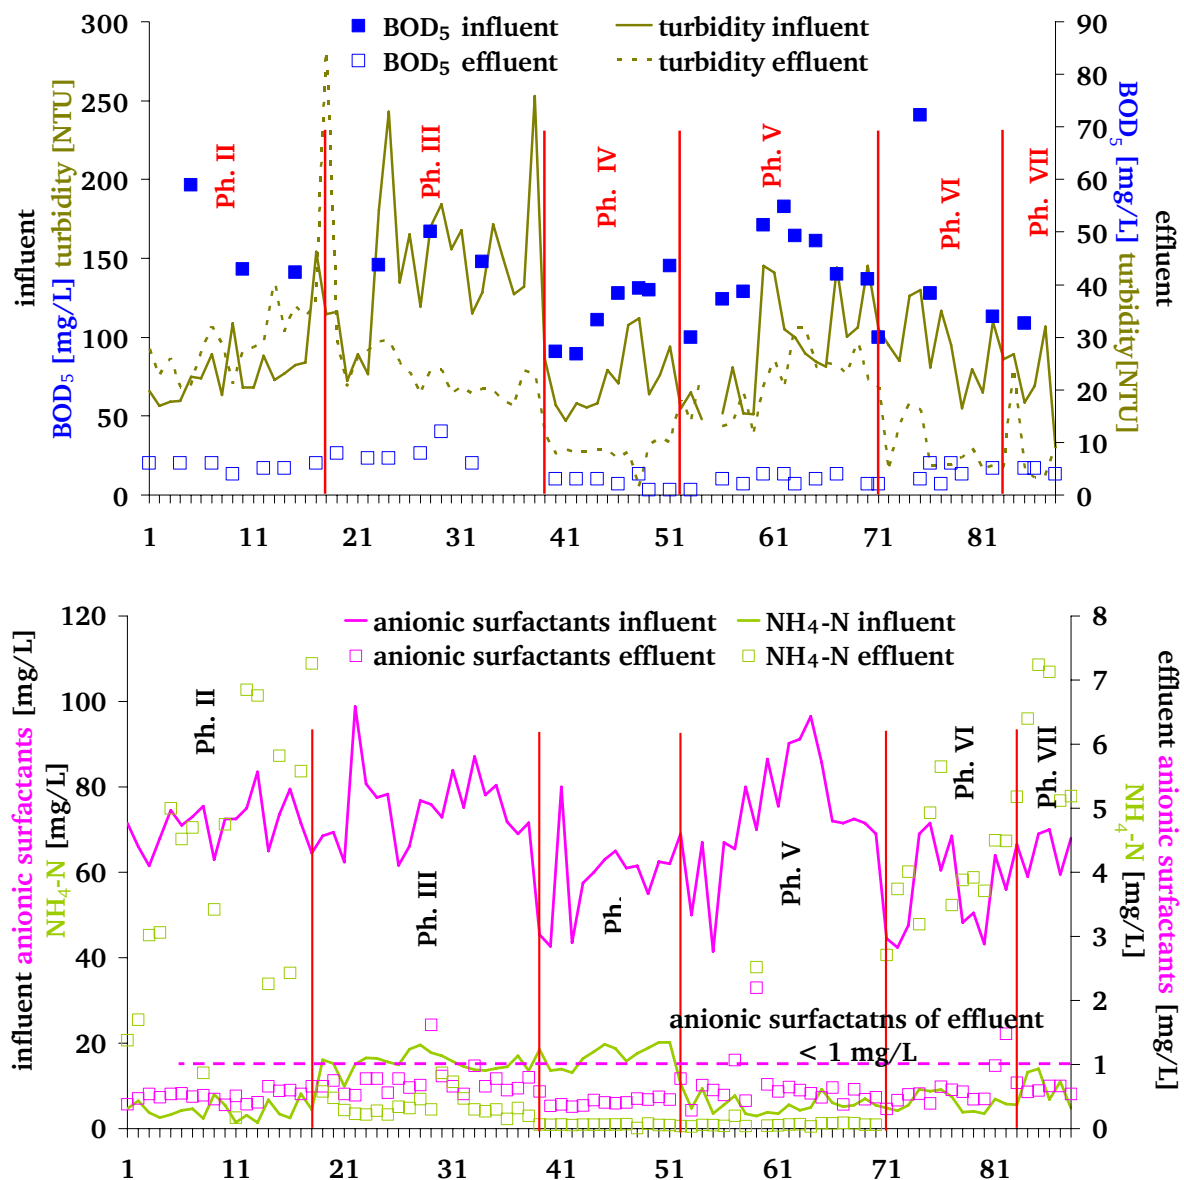 300
250
200
150
100
50
0
influent
BOD₅ [mg/L] turbidity [NTU]
BOD₅ influent
turbidity influent
BOD₅ effluent
turbidity effluent
Ph. II
Ph. III
Ph. IV
Ph. V
Ph. VI
Ph. VII
90
80
70
60
50
40
30
20
10
0
effluent
BOD₅ [mg/L] turbidity[NTU]
1 11 21 31 41 51 61 71 81
120
100
80
60
40
20
0
influent anionic surfactants [mg/L]
NH₄-N [mg/L]
anionic surfactants influent
NH₄-N influent
anionic surfactants effluent
NH₄-N effluent
Ph. II
Ph. III
Ph.
Ph. V
Ph. VI
Ph. VII
anionic surfactatns of effluent
< 1 mg/L
8
7
6
5
4
3
2
1
0
effluent anionic surfactants [mg/L]
NH₄-N [mg/L]
1 11 21 31 41 51 61 71 81